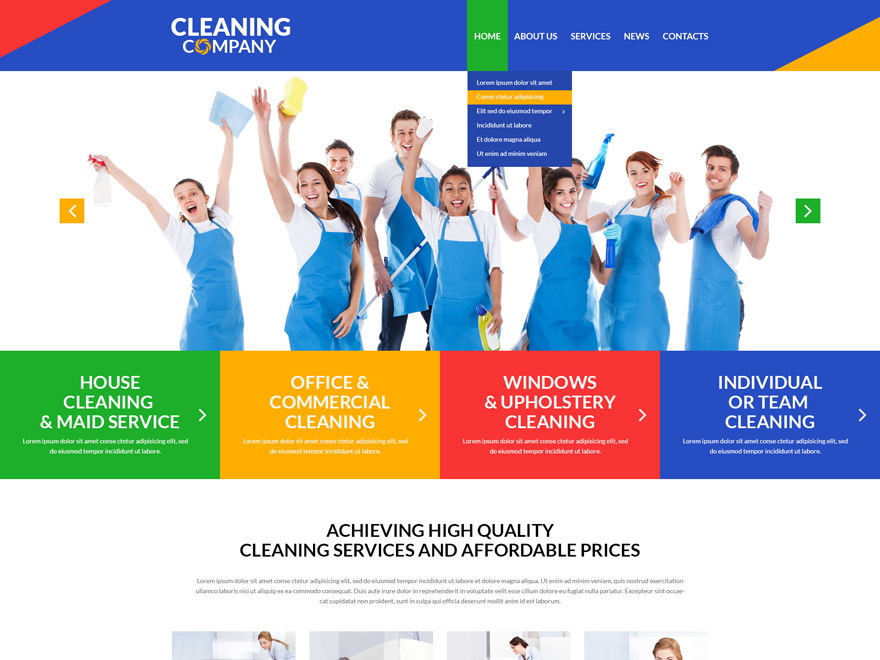 CLEANING
COMPANY
HOME ABOUT US SERVICES NEWS CONTACTS
Lorem ipsum dolor sit amet
Conse ctetur adipisicing
Elit sed do eiusmod tempor
Incididunt ut labore
Et dolore magna aliqua
Ut enim ad minim veniam
HOUSE
CLEANING
& MAID SERVICE
Lorem ipsum dolor sit amet conse ctetur adipisicing elit, sed
do eiusmod tempor incididunt ut labore.
OFFICE &
COMMERCIAL
CLEANING
Lorem ipsum dolor sit amet conse ctetur adipisicing elit, sed
do eiusmod tempor incididunt ut labore.
WINDOWS
& UPHOLSTERY
CLEANING
Lorem ipsum dolor sit amet conse ctetur adipisicing elit, sed
do eiusmod tempor incididunt ut labore.
INDIVIDUAL
OR TEAM
CLEANING
Lorem ipsum dolor sit amet conse ctetur adipisicing elit, sed
do eiusmod tempor incididunt ut labore.
ACHIEVING HIGH QUALITY
CLEANING SERVICES AND AFFORDABLE PRICES
Lorem ipsum dolor sit amet conse ctetur adipisicing elit, sed do eiusmod tempor incididunt ut labore et dolore magna aliqua. Ut enim ad minim veniam, quis nostrud exercitation
ullamco laboris nisi ut aliquip ex ea commodo consequat. Duis aute irure dolor in reprehenderit in voluptate velit esse cillum dolore eu fugiat nulla pariatur. Excepteur sint occae-
cat cupidatat non proident, sunt in culpa qui officia deserunt mollit anim id est laborum.